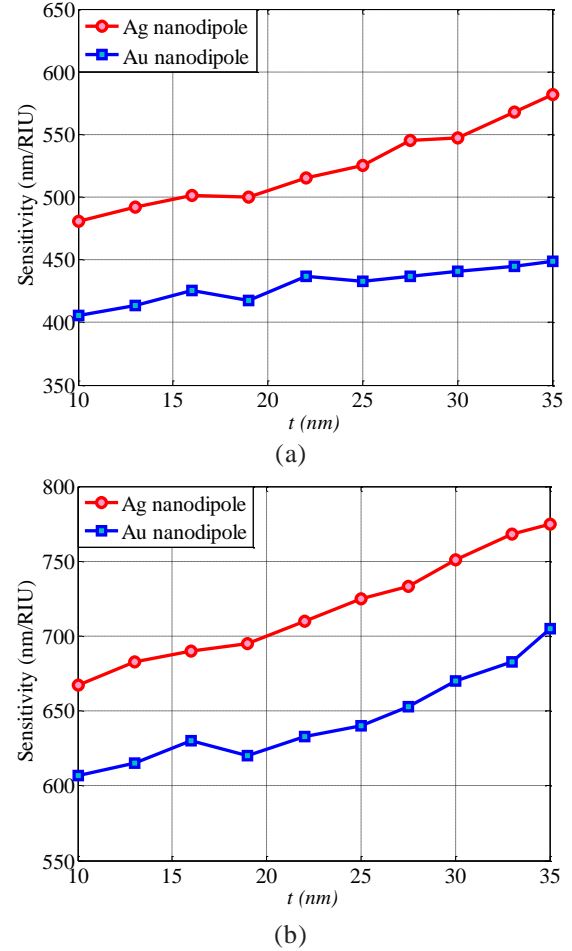 700
Ag nanodipole
Au nanodipole
650
600
550
500
450
400
350
Sensitivity (nm/RIU)
10 15 20 25 30 35
t (nm)
(a)
800
Ag nanodipole
Au nanodipole
750
700
650
600
550
Sensitivity (nm/RIU)
10 15 20 25 30 35
t (nm)
(b)